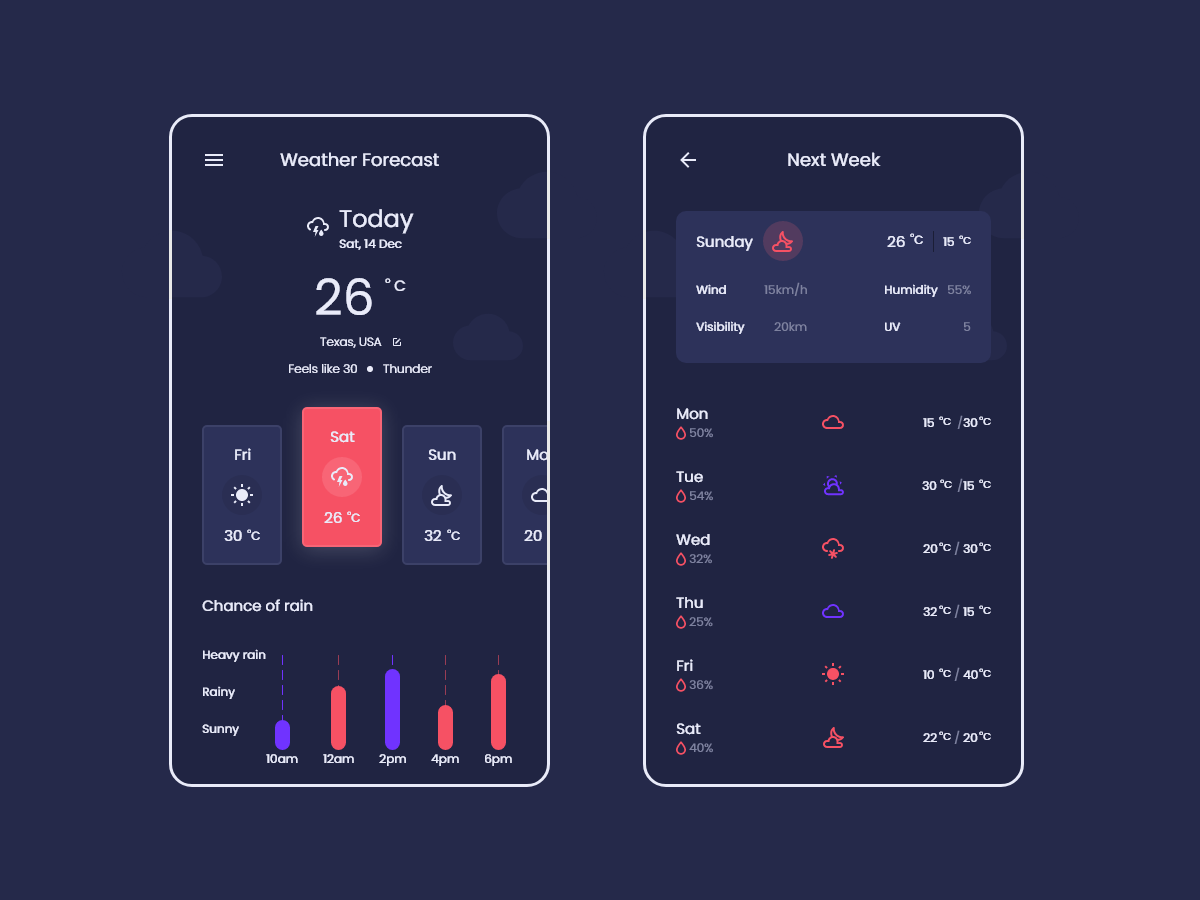 Weather Forecast
Today
Sat, 14 Dec
26 °C
Texas, USA
Feels like 30 • Thunder
Fri
30 °C
Sat
26 °C
Sun
32 °C
Mo
20
Chance of rain
Heavy rain
Rainy
Sunny
10am 12am 2pm 4pm 6pm
Next Week
Sunday 26 °C 15 °C
Wind 15km/h Humidity 55%
Visibility 20km UV 5
Mon
50%
15 °C /30°C
Tue
54%
30 °C /15 °C
Wed
32%
20°C / 30°C
Thu
25%
32°C / 15 °C
Fri
36%
10 °C / 40°C
Sat
40%
22°C / 20°C